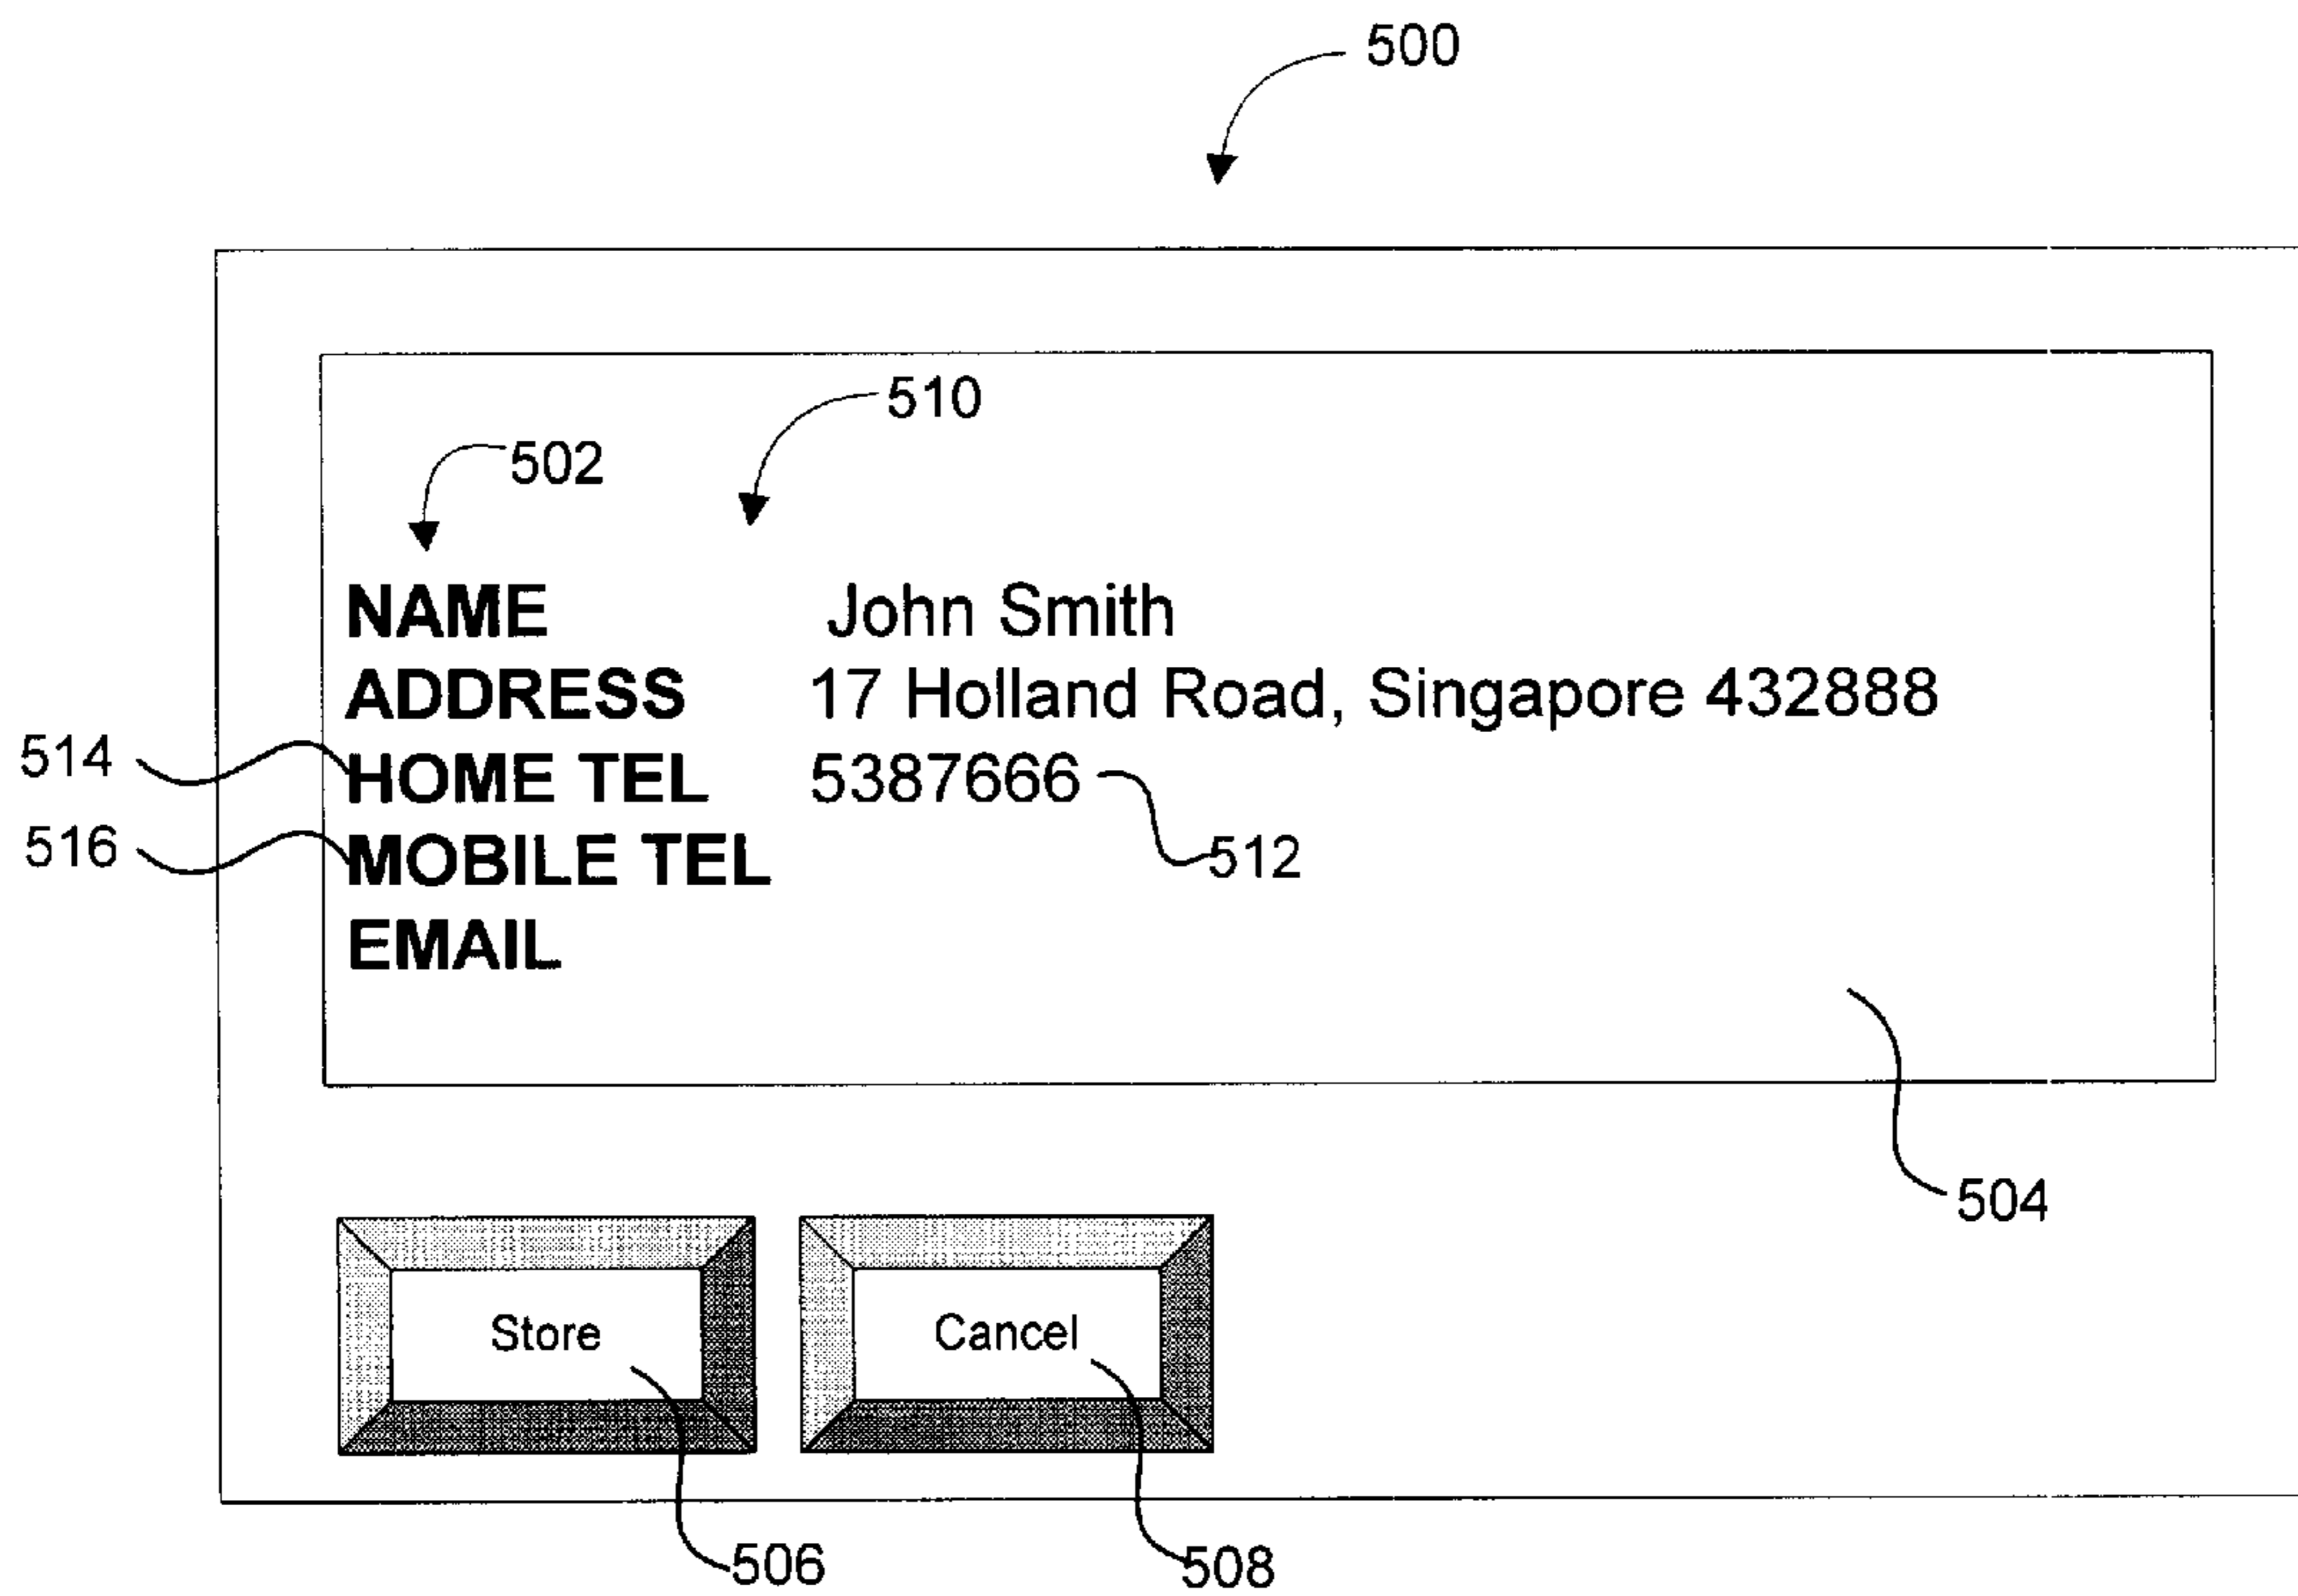 500
510
502
NAME John Smith
ADDRESS 17 Holland Road, Singapore 432888
514 HOME TEL 5387666
516 MOBILE TEL 512
EMAIL
504
Store Cancel
506 508